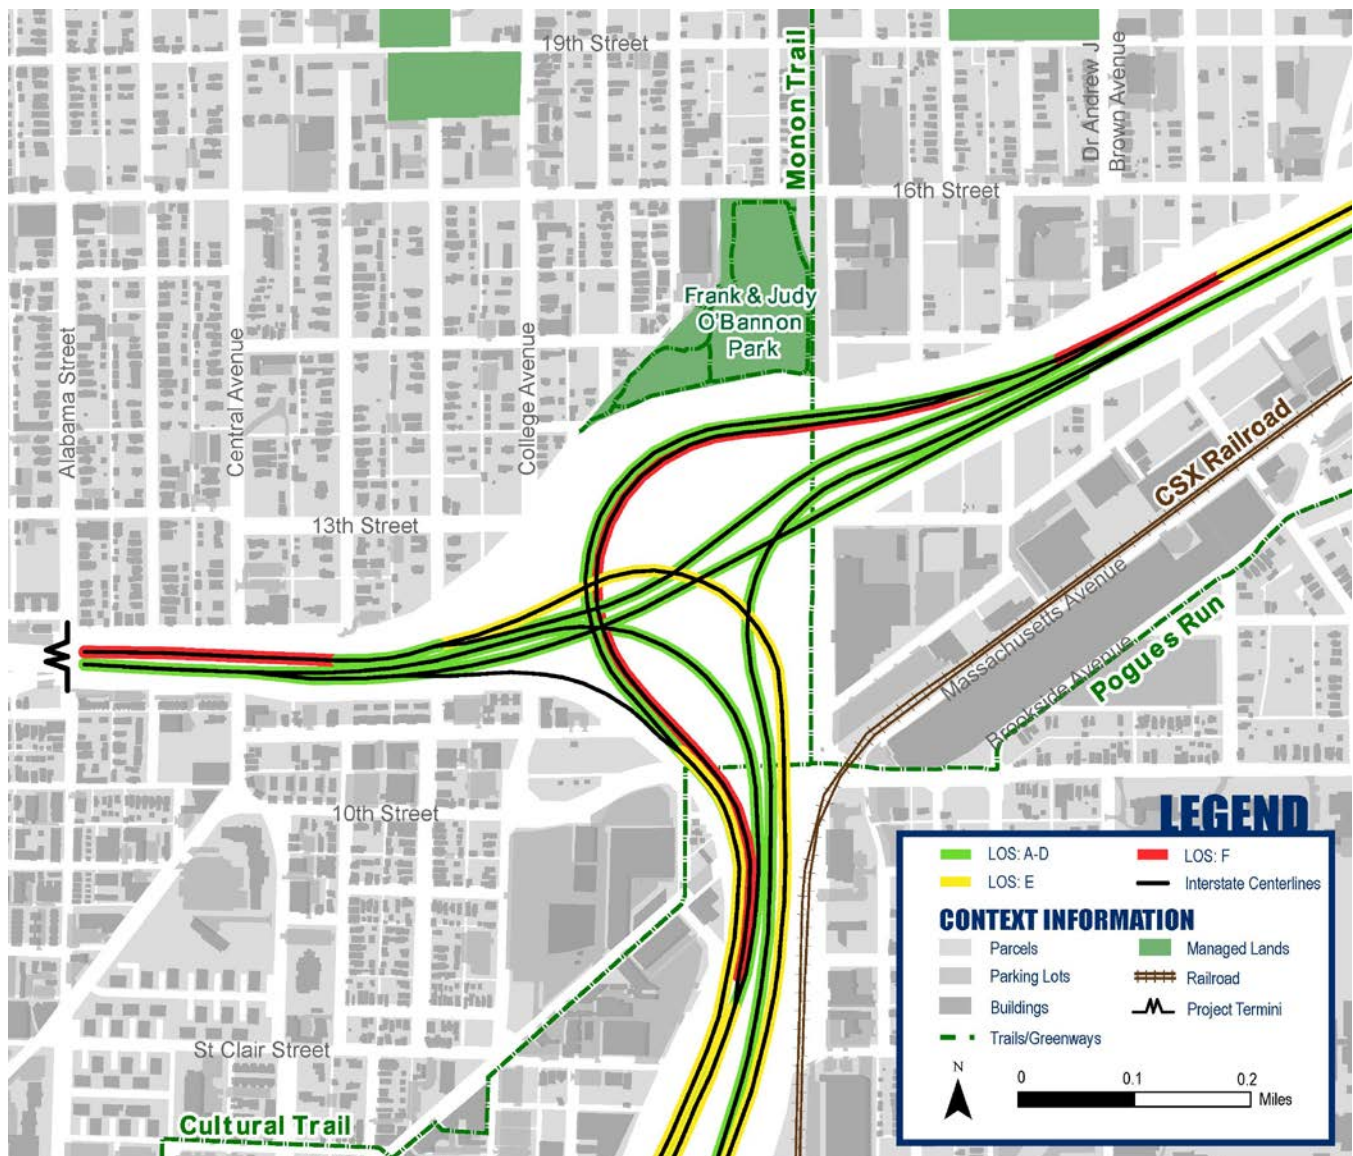 19th Street
Monon Trail
Dr Andrew J
Brown Avenue
16th Street
Frank & Judy
O'Bannon
Park
Alabama Street
Central Avenue
College Avenue
CSX Railroad
13th Street
Massachusetts Avenue
Brookside Avenue
Pogues Run
10th Street
St Clair Street
Cultural Trail
LEGEND
LOS: A-D
LOS: F
LOS: E
Interstate Centerlines
CONTEXT INFORMATION
Parcels
Managed Lands
Parking Lots
Railroad
Buildings
Project Termini
Trails/Greenways
N
0 0.1 0.2
Miles